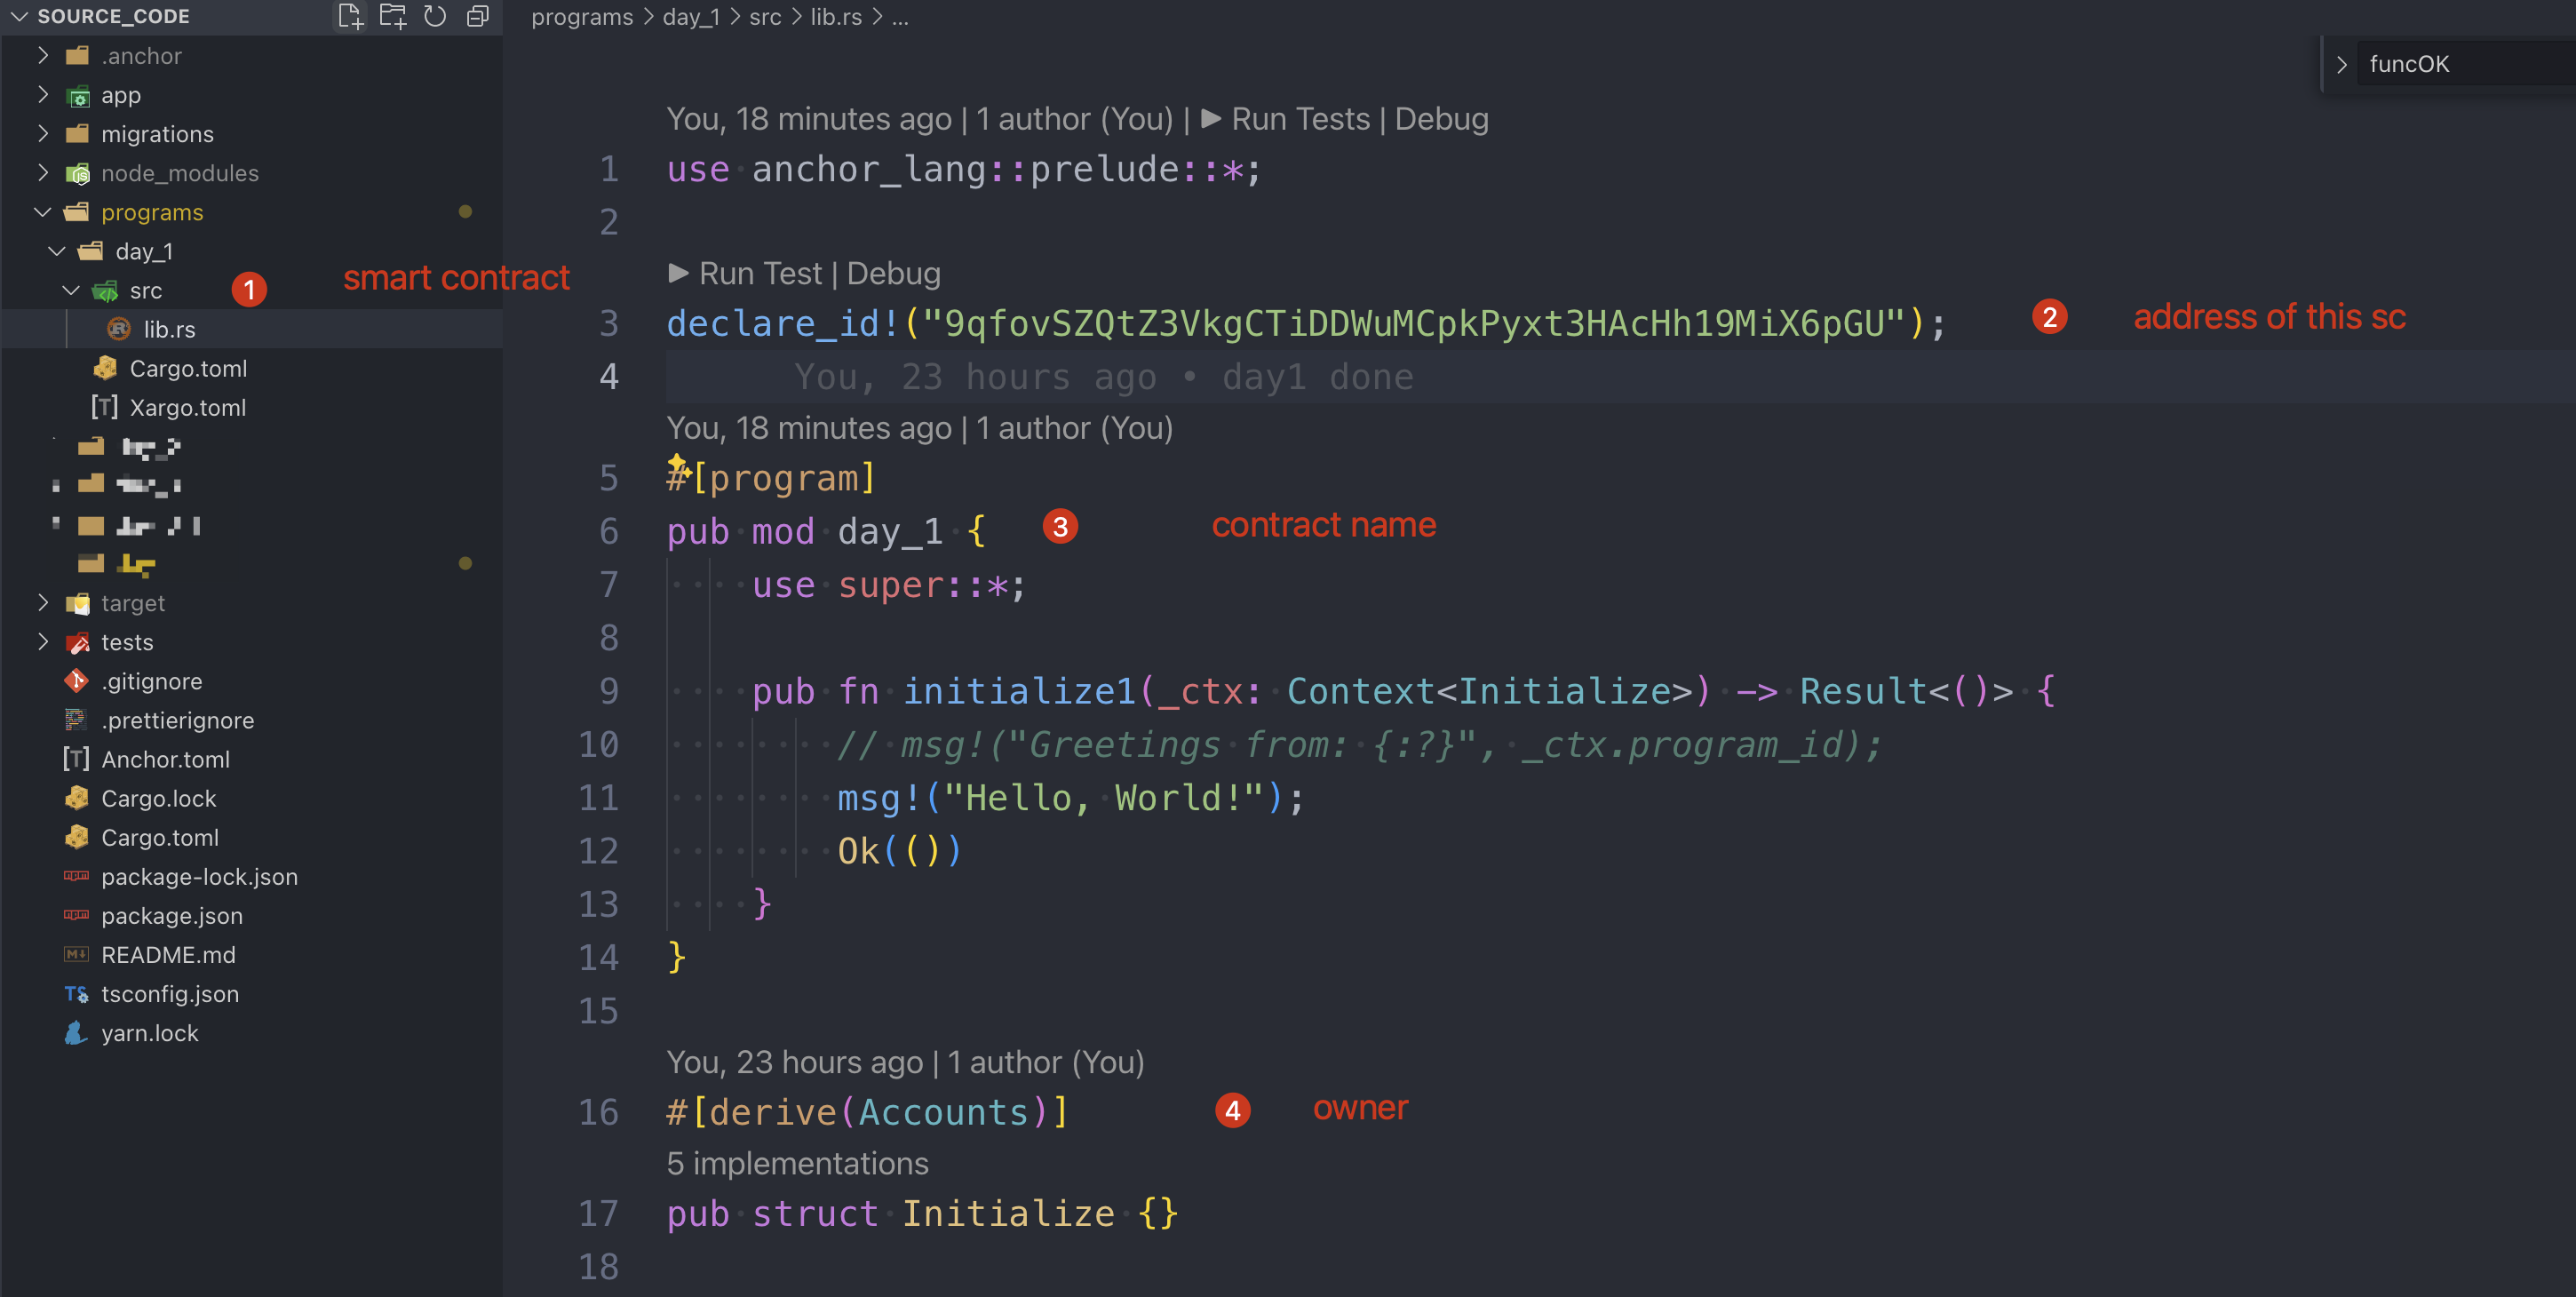 SOURCE_CODE
.anchor
app
migrations
node_modules
programs
day_1
src
lib.rs
Cargo.toml
Xargo.toml
target
tests
.gitignore
.prettierignore
Anchor.toml
Cargo.lock
Cargo.toml
package-lock.json
package.json
README.md
tsconfig.json
yarn.lock
1 smart contract
programs > day_1 > src > lib.rs > ...
funcOK
You, 18 minutes ago | 1 author (You) | ▶ Run Tests | Debug
1 use anchor_lang::prelude::*;
2
▶ Run Test | Debug
3 declare_id!("9qfovSZQtZ3VkgCTiDDWuMCpkPyxt3HAcHh19MiX6pGU"); 2 address of this sc
4 You, 23 hours ago • day1 done
You, 18 minutes ago | 1 author (You)
5 #[program]
6 pub mod day_1 { 3 contract name
7 use super::*;
8
9 pub fn initialize1(_ctx: Context<Initialize>) -> Result<()> {
10 // msg!("Greetings from: {:?}", _ctx.program_id);
11 msg!("Hello, World!");
12 Ok(())
13 }
14 }
15
You, 23 hours ago | 1 author (You)
16 #[derive(Accounts)] 4 owner
5 implementations
17 pub struct Initialize {}
18